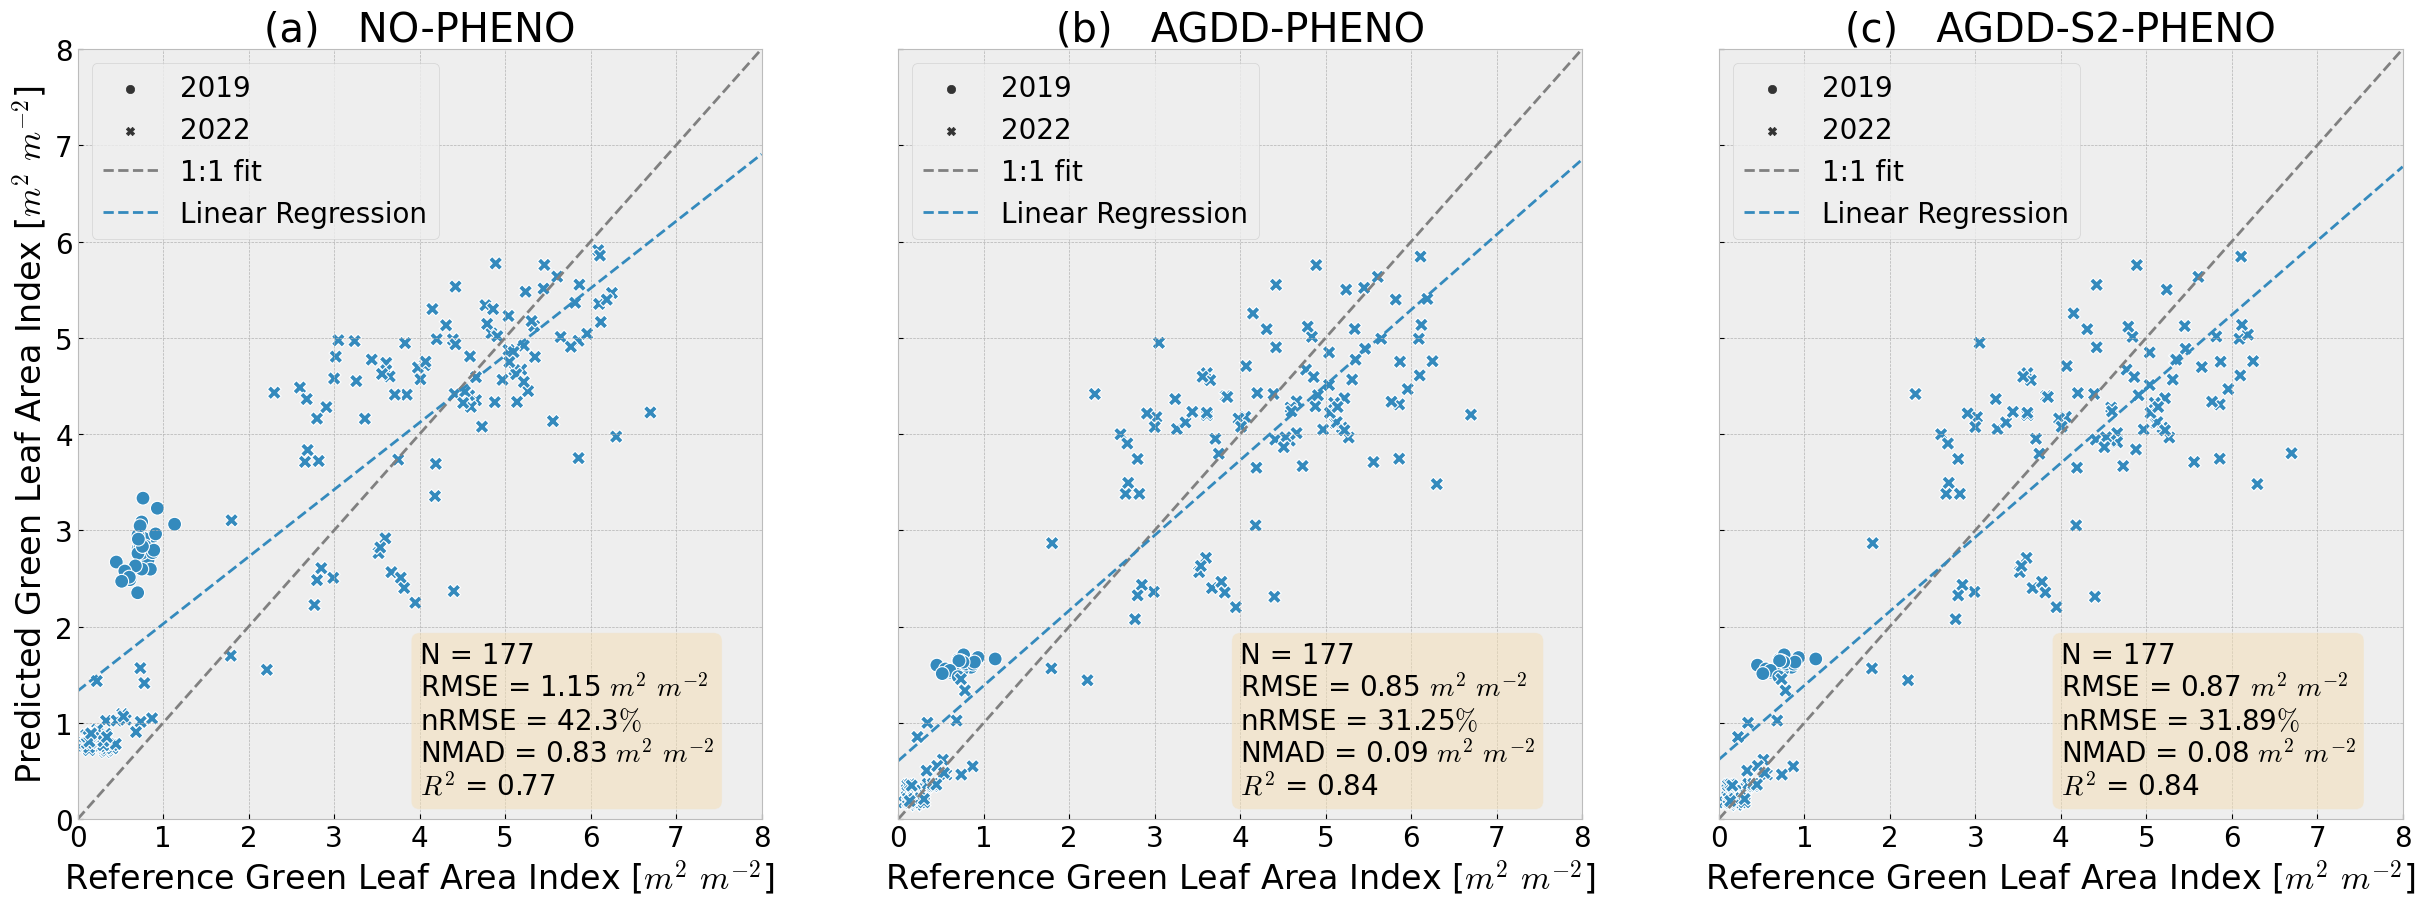 (a)   NO-PHENO
(b)   AGDD-PHENO
(c)   AGDD-S2-PHENO
Predicted Green Leaf Area Index [m² m⁻²]
8
7
6
5
4
3
2
1
0
2019
2022
1:1 fit
Linear Regression
N = 177
RMSE = 1.15 m² m⁻²
nRMSE = 42.3%
NMAD = 0.83 m² m⁻²
R² = 0.77
0 1 2 3 4 5 6 7 8
Reference Green Leaf Area Index [m² m⁻²]
2019
2022
1:1 fit
Linear Regression
N = 177
RMSE = 0.85 m² m⁻²
nRMSE = 31.25%
NMAD = 0.09 m² m⁻²
R² = 0.84
0 1 2 3 4 5 6 7 8
Reference Green Leaf Area Index [m² m⁻²]
2019
2022
1:1 fit
Linear Regression
N = 177
RMSE = 0.87 m² m⁻²
nRMSE = 31.89%
NMAD = 0.08 m² m⁻²
R² = 0.84
0 1 2 3 4 5 6 7 8
Reference Green Leaf Area Index [m² m⁻²]